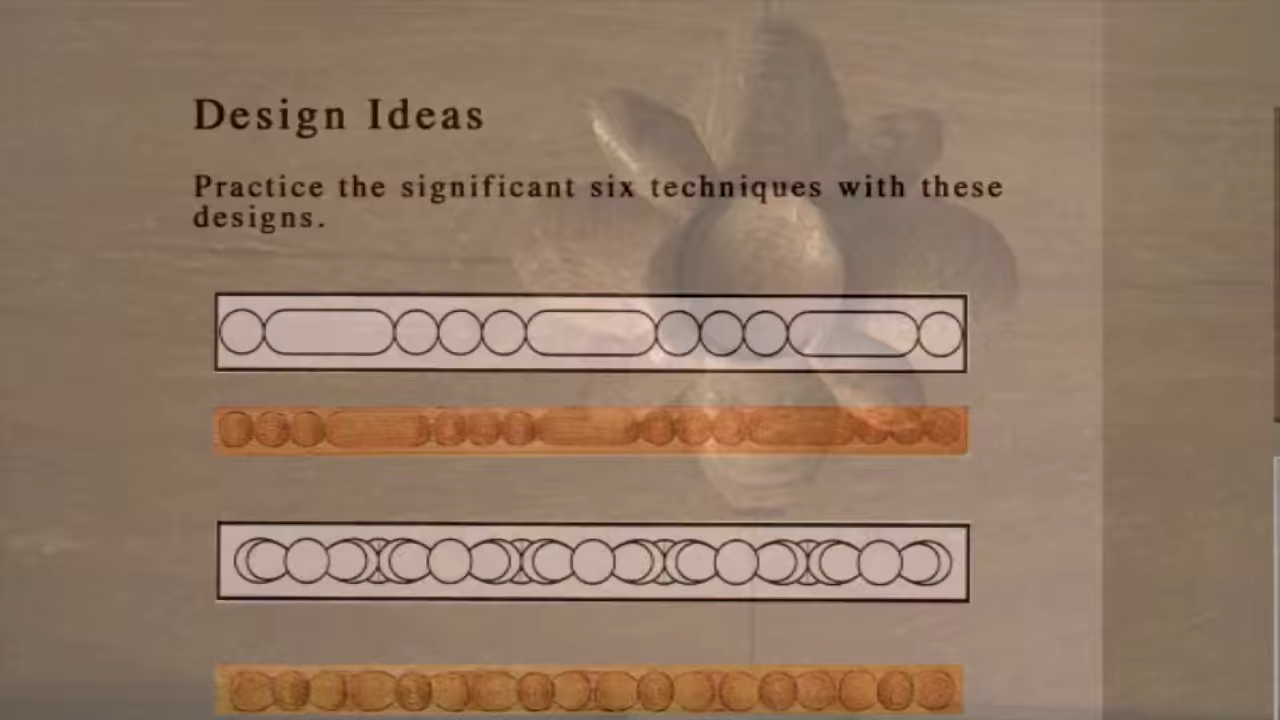 Design Ideas
Practice the significant six techniques with these
designs.